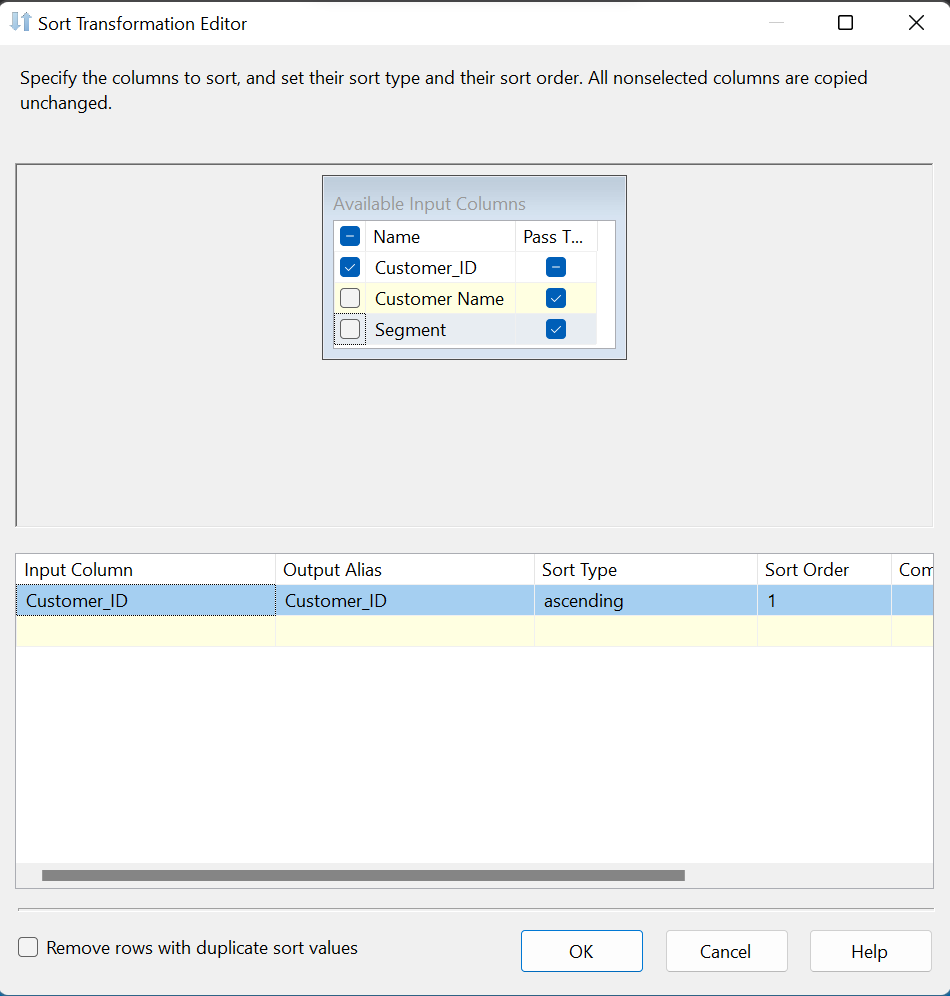 Sort Transformation Editor
Specify the columns to sort, and set their sort type and their sort order. All nonselected columns are copied
unchanged.
Available Input Columns
Name Pass T...
Customer_ID
Customer Name
Segment
Input Column Output Alias Sort Type Sort Order Com
Customer_ID Customer_ID ascending 1
Remove rows with duplicate sort values
OK Cancel Help